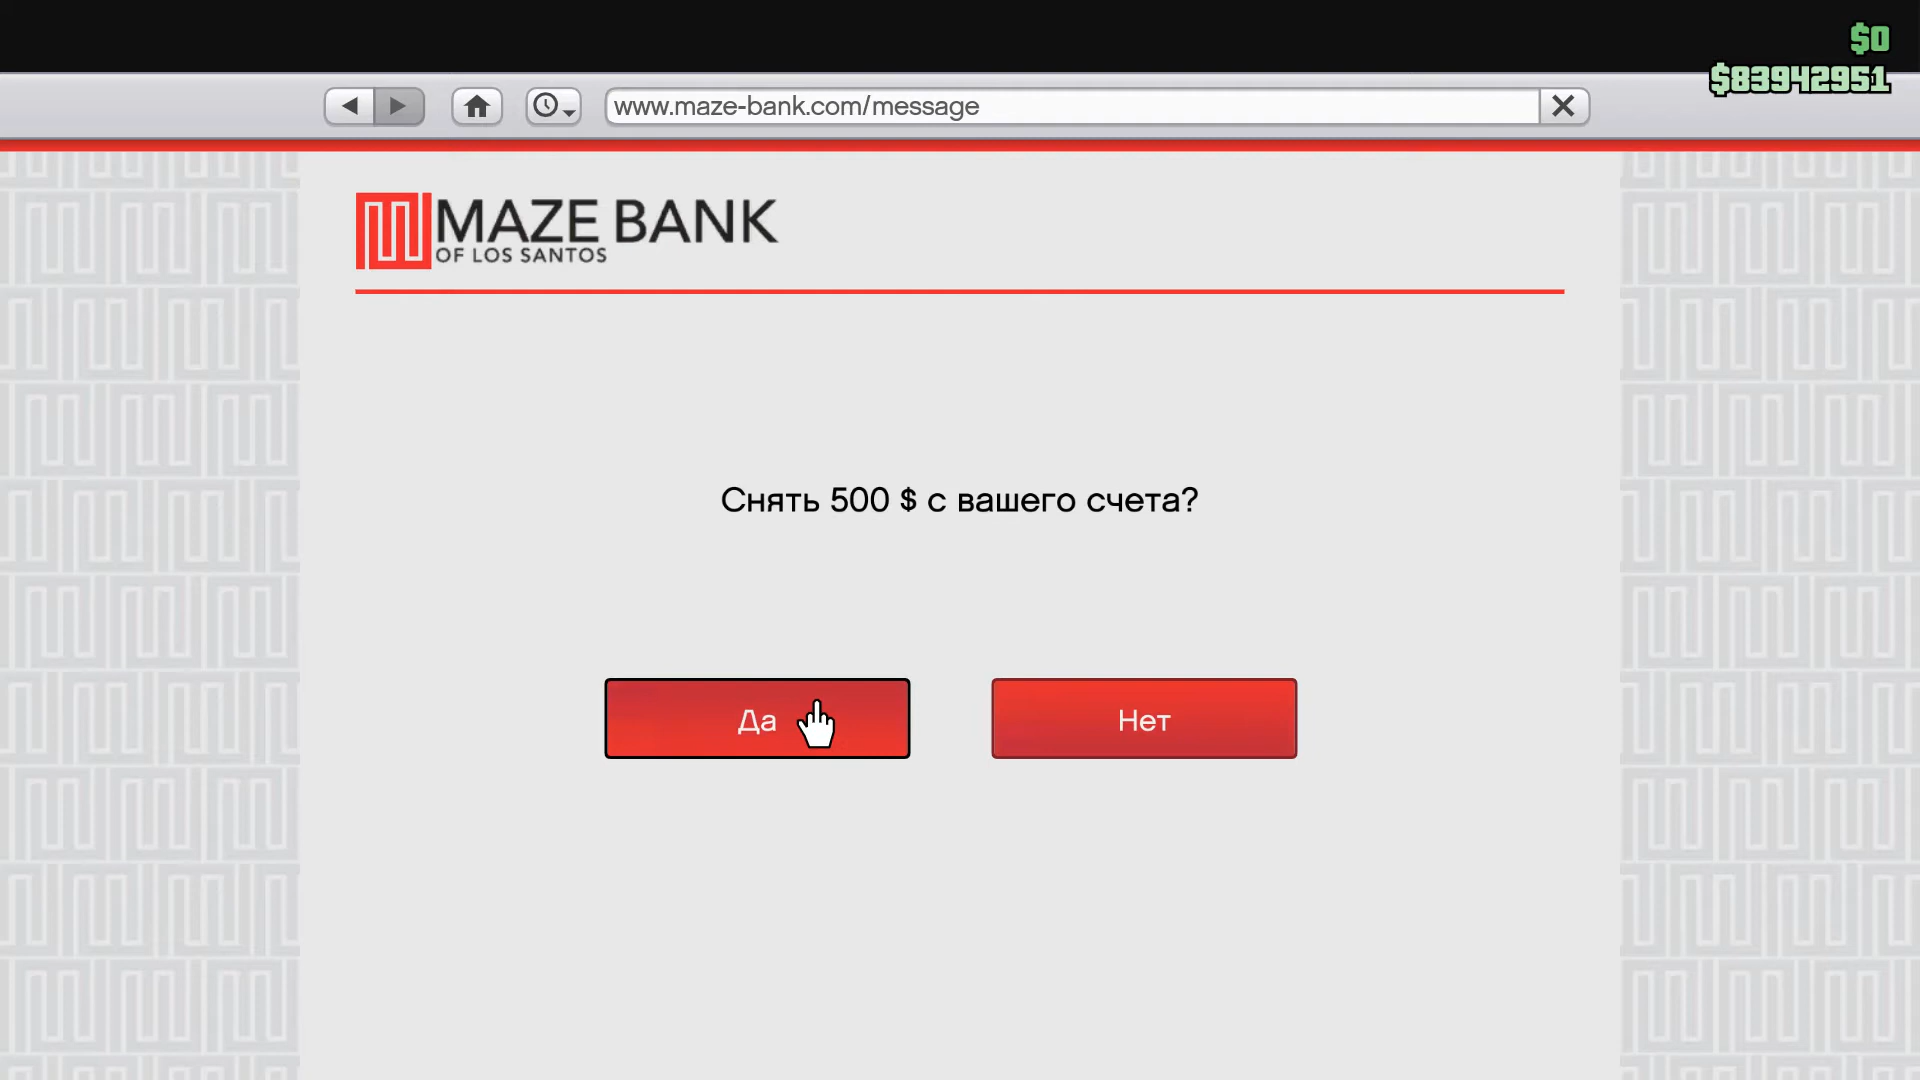 $0
$83942951
www.maze-bank.com/message
MAZE BANK
OF LOS SANTOS
Снять 500 $ с вашего счета?
Да
Нет